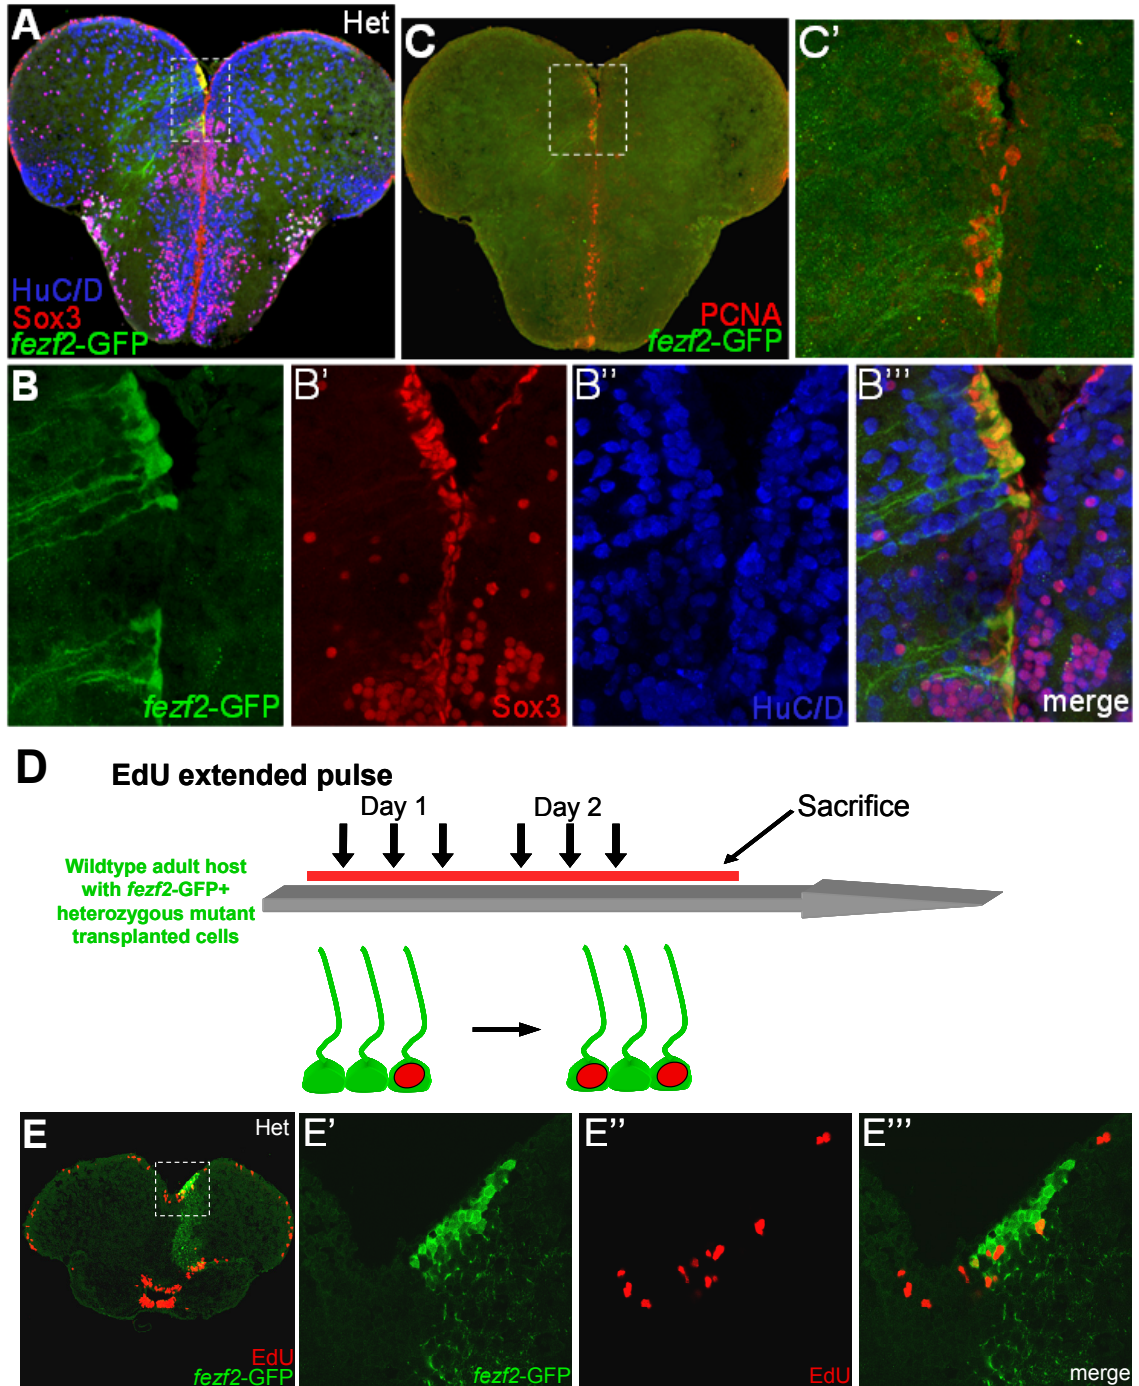 A
Het
HuC/D
Sox3
fezf2-GFP
C
PCNA
fezf2-GFP
C’
B
fezf2-GFP
B’
Sox3
B’’
HuC/D
B’’’
merge
D
EdU extended pulse
Day 1
Day 2
Sacrifice
Wildtype adult host
with fezf2-GFP+
heterozygous mutant
transplanted cells
E
Het
EdU
fezf2-GFP
E’
fezf2-GFP
E’’
EdU
E’’’
merge